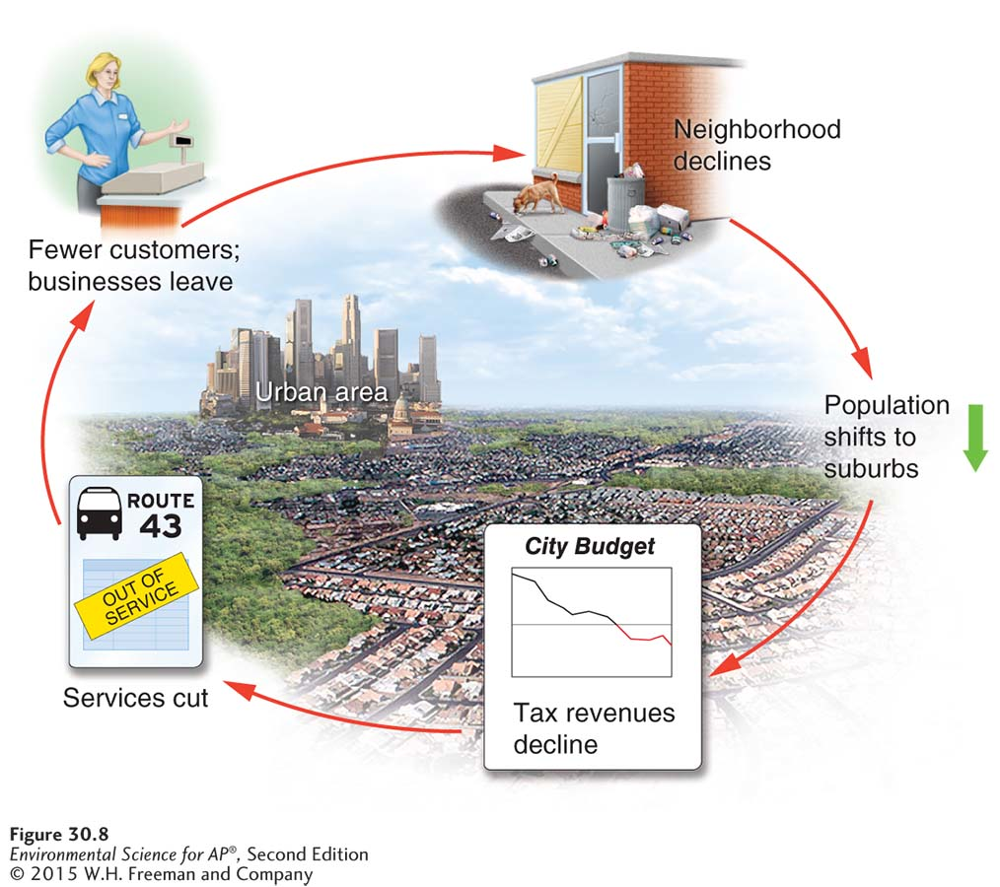 Neighborhood
declines
Fewer customers;
businesses leave
Urban area
Population
shifts to
suburbs
ROUTE
43
OUT OF
SERVICE
City Budget
Services cut
Tax revenues
decline
Figure 30.8
Environmental Science for AP®, Second Edition
© 2015 W.H. Freeman and Company